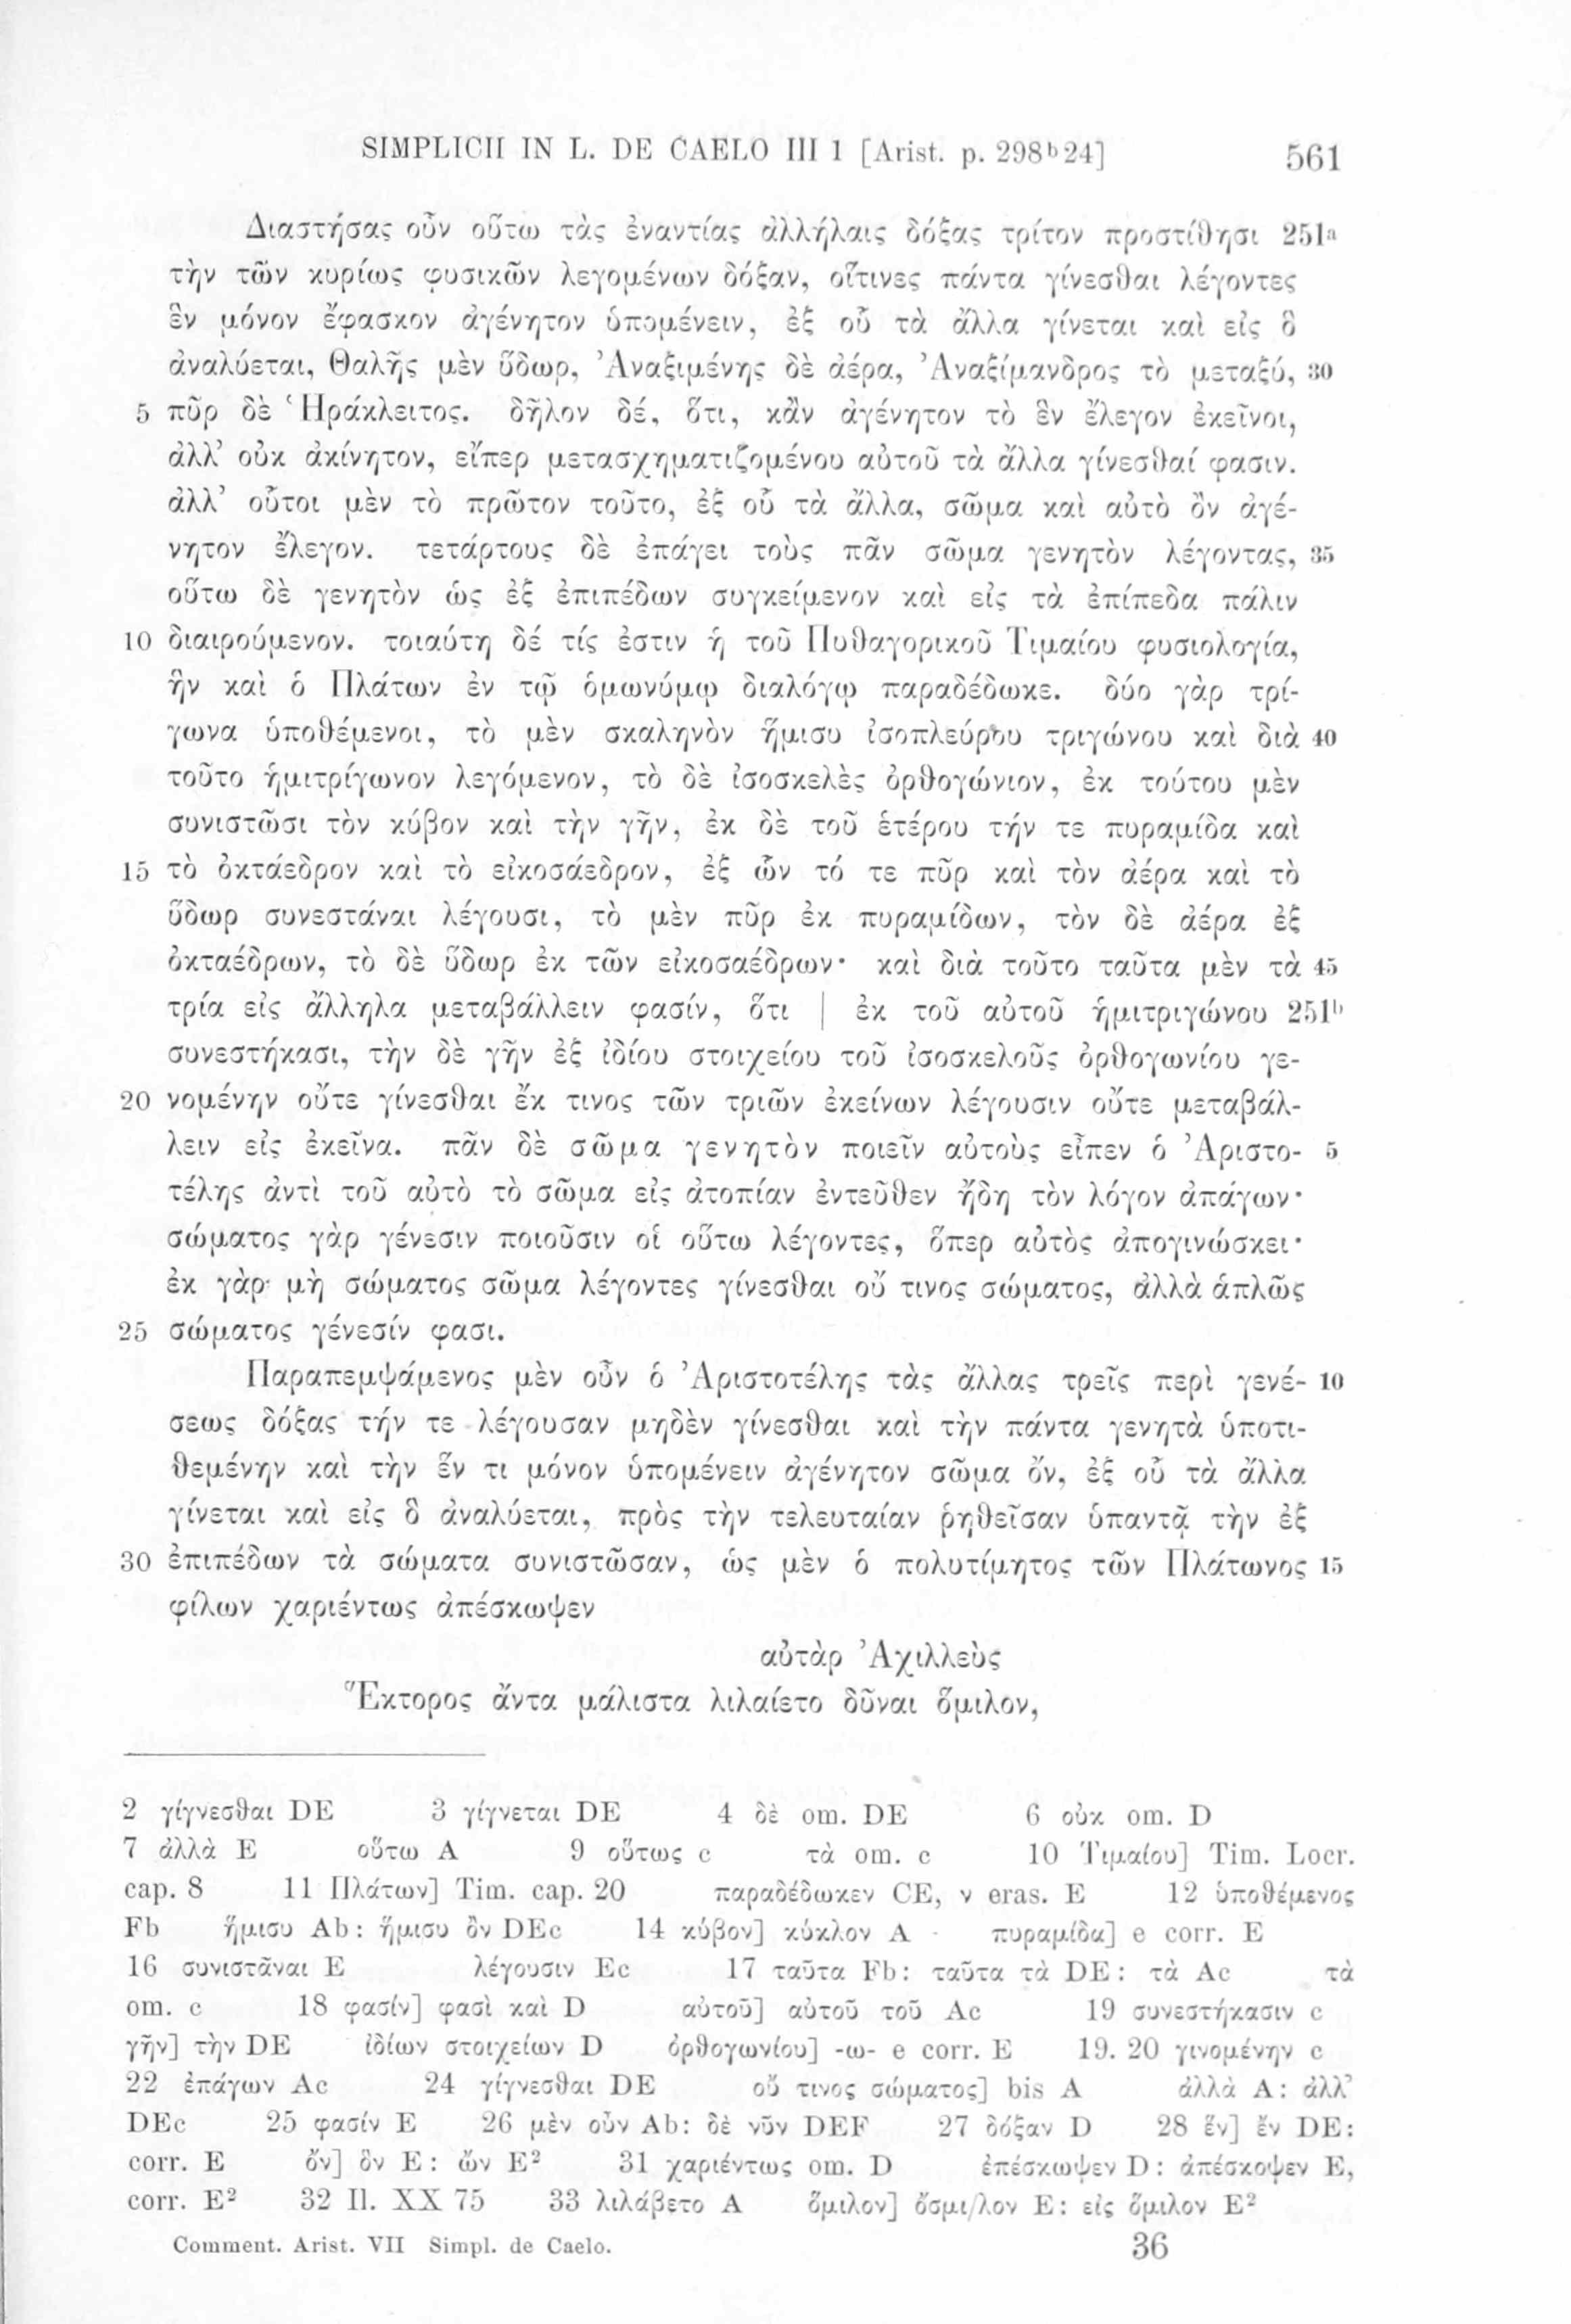 SIMPLICII IN L. DE CAELO III 1 [Arist. p. 298ᵇ24] 561
Διαστήσας οὖν οὕτω τὰς ἐναντίας ἀλλήλαις δόξας τρίτον προστίθησι 251ᵃ
τὴν τῶν κυρίως φυσικῶν λεγομένων δόξαν, οἵτινες πάντα γίνεσθαι λέγοντες
ἓν μόνον ἔφασκον ἀγένητον ὑπομένειν, ἐξ οὗ τὰ ἄλλα γίνεται καὶ εἰς ὃ
ἀναλύεται, Θαλῆς μὲν ὕδωρ, Ἀναξιμένης δὲ ἀέρα, Ἀναξίμανδρος τὸ μεταξύ, 30
5 πῦρ δὲ Ἡράκλειτος. δῆλον δέ, ὅτι, κἂν ἀγένητον τὸ ἓν ἔλεγον ἐκεῖνοι,
ἀλλ’ οὐκ ἀκίνητον, εἴπερ μετασχηματιζομένου αὐτοῦ τὰ ἄλλα γίνεσθαί φασιν.
ἀλλ’ οὗτοι μὲν τὸ πρῶτον τοῦτο, ἐξ οὗ τὰ ἄλλα, σῶμα καὶ αὐτὸ ὂν ἀγέ-
νητον ἔλεγον. τετάρτους δὲ ἐπάγει τοὺς πᾶν σῶμα γενητὸν λέγοντας, 35
οὕτω δὲ γενητὸν ὡς ἐξ ἐπιπέδων συγκείμενον καὶ εἰς τὰ ἐπίπεδα πάλιν
10 διαιρούμενον. τοιαύτη δέ τίς ἐστιν ἡ τοῦ Πυθαγορικοῦ Τιμαίου φυσιολογία,
ἣν καὶ ὁ Πλάτων ἐν τῷ ὁμωνύμῳ διαλόγῳ παραδέδωκε. δύο γὰρ τρί-
γωνα ὑποθέμενοι, τὸ μὲν σκαληνὸν ἥμισυ ἰσοπλεύρου τριγώνου καὶ διὰ 40
τοῦτο ἡμιτρίγωνον λεγόμενον, τὸ δὲ ἰσοσκελὲς ὀρθογώνιον, ἐκ τούτου μὲν
συνιστῶσι τὸν κύβον καὶ τὴν γῆν, ἐκ δὲ τοῦ ἑτέρου τήν τε πυραμίδα καὶ
15 τὸ ὀκτάεδρον καὶ τὸ εἰκοσάεδρον, ἐξ ὧν τό τε πῦρ καὶ τὸν ἀέρα καὶ τὸ
ὕδωρ συνεστάναι λέγουσι, τὸ μὲν πῦρ ἐκ πυραμίδων, τὸν δὲ ἀέρα ἐξ
ὀκταέδρων, τὸ δὲ ὕδωρ ἐκ τῶν εἰκοσαέδρων· καὶ διὰ τοῦτο ταῦτα μὲν τὰ 45
τρία εἰς ἄλληλα μεταβάλλειν φασίν, ὅτι | ἐκ τοῦ αὐτοῦ ἡμιτριγώνου 251ᵇ
συνεστήκασι, τὴν δὲ γῆν ἐξ ἰδίου στοιχείου τοῦ ἰσοσκελοῦς ὀρθογωνίου γε-
20 νομένην οὔτε γίνεσθαι ἔκ τινος τῶν τριῶν ἐκείνων λέγουσιν οὔτε μεταβάλ-
λειν εἰς ἐκεῖνα. πᾶν δὲ σῶμα γενητὸν ποιεῖν αὐτοὺς εἶπεν ὁ Ἀριστο- 5
τέλης ἀντὶ τοῦ αὐτὸ τὸ σῶμα εἰς ἀτοπίαν ἐντεῦθεν ἤδη τὸν λόγον ἀπάγων·
σώματος γὰρ γένεσιν ποιοῦσιν οἱ οὕτω λέγοντες, ὅπερ αὐτὸς ἀπογινώσκει·
ἐκ γὰρ μὴ σώματος σῶμα λέγοντες γίνεσθαι οὔ τινος σώματος, ἀλλὰ ἁπλῶς
25 σώματος γένεσίν φασι.
Παραπεμψάμενος μὲν οὖν ὁ Ἀριστοτέλης τὰς ἄλλας τρεῖς περὶ γενέ- 10
σεως δόξας τήν τε λέγουσαν μηδὲν γίνεσθαι καὶ τὴν πάντα γενητὰ ὑποτι-
θεμένην καὶ τὴν ἕν τι μόνον ὑπομένειν ἀγένητον σῶμα ὄν, ἐξ οὗ τὰ ἄλλα
γίνεται καὶ εἰς ὃ ἀναλύεται, πρὸς τὴν τελευταίαν ῥηθεῖσαν ὑπαντᾷ τὴν ἐξ
30 ἐπιπέδων τὰ σώματα συνιστῶσαν, ὡς μὲν ὁ πολυτίμητος τῶν Πλάτωνος 15
φίλων χαριέντως ἀπέσκωψεν
αὐτὰρ Ἀχιλλεὺς
Ἕκτορος ἄντα μάλιστα λιλαίετο δῦναι ὅμιλον,
2 γίγνεσθαι DE 3 γίγνεται DE 4 δὲ om. DE 6 οὐκ om. D
7 ἀλλὰ E οὕτω A 9 οὕτως c τὰ om. c 10 Τιμαίου] Tim. Locr.
cap. 8 11 Πλάτων] Tim. cap. 20 παραδέδωκεν CE, ν eras. E 12 ὑποθέμενος
Fb ἥμισυ Ab: ἥμισυ ὂν DEc 14 κύβον] κύκλον A πυραμίδα] e corr. E
16 συνιστᾶναι E λέγουσιν Ec 17 ταῦτα Fb: ταῦτα τὰ DE: τὰ Ac τὰ
om. c 18 φασίν] φασὶ καὶ D αὐτοῦ] αὐτοῦ τοῦ Ac 19 συνεστήκασιν c
γῆν] τὴν DE ἰδίων στοιχείων D ὀρθογωνίου] -ω- e corr. E 19. 20 γινομένην c
22 ἐπάγων Ac 24 γίγνεσθαι DE οὔ τινος σώματος] bis A ἀλλὰ A: ἀλλ’
DEc 25 φασίν E 26 μὲν οὖν Ab: δὲ νῦν DEF 27 δόξαν D 28 ἕν] ἔν DE:
corr. E ὄν] ὃν E: ὤν E² 31 χαριέντως om. D ἐπέσκωψεν D: ἀπέσκοψεν E,
corr. E² 32 Il. XX 75 33 λιλάβετο A ὅμιλον] ὅσμι/λον E: εἰς ὅμιλον E²
Comment. Arist. VII Simpl. de Caelo. 36